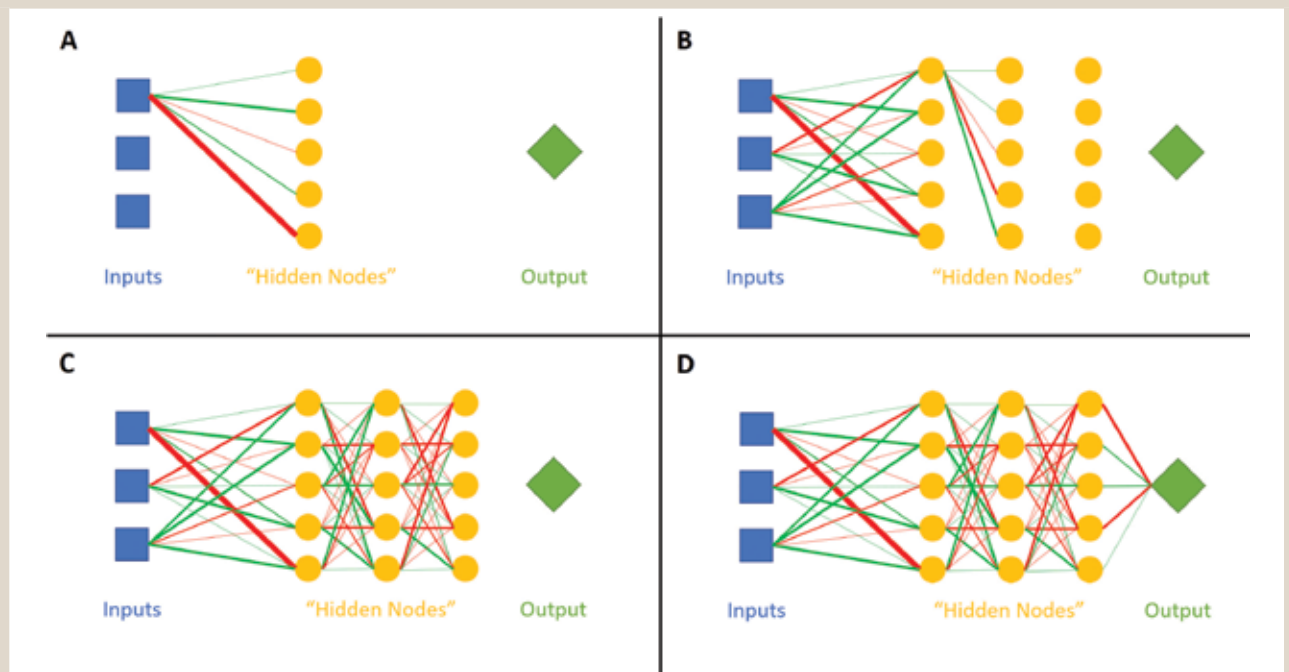 A
Inputs
"Hidden Nodes"
Output
B
Inputs
"Hidden Nodes"
Output
C
Inputs
"Hidden Nodes"
Output
D
Inputs
"Hidden Nodes"
Output